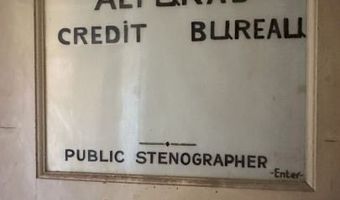 CREDIT BUREAU
PUBLIC STENOGRAPHER
-Enter-